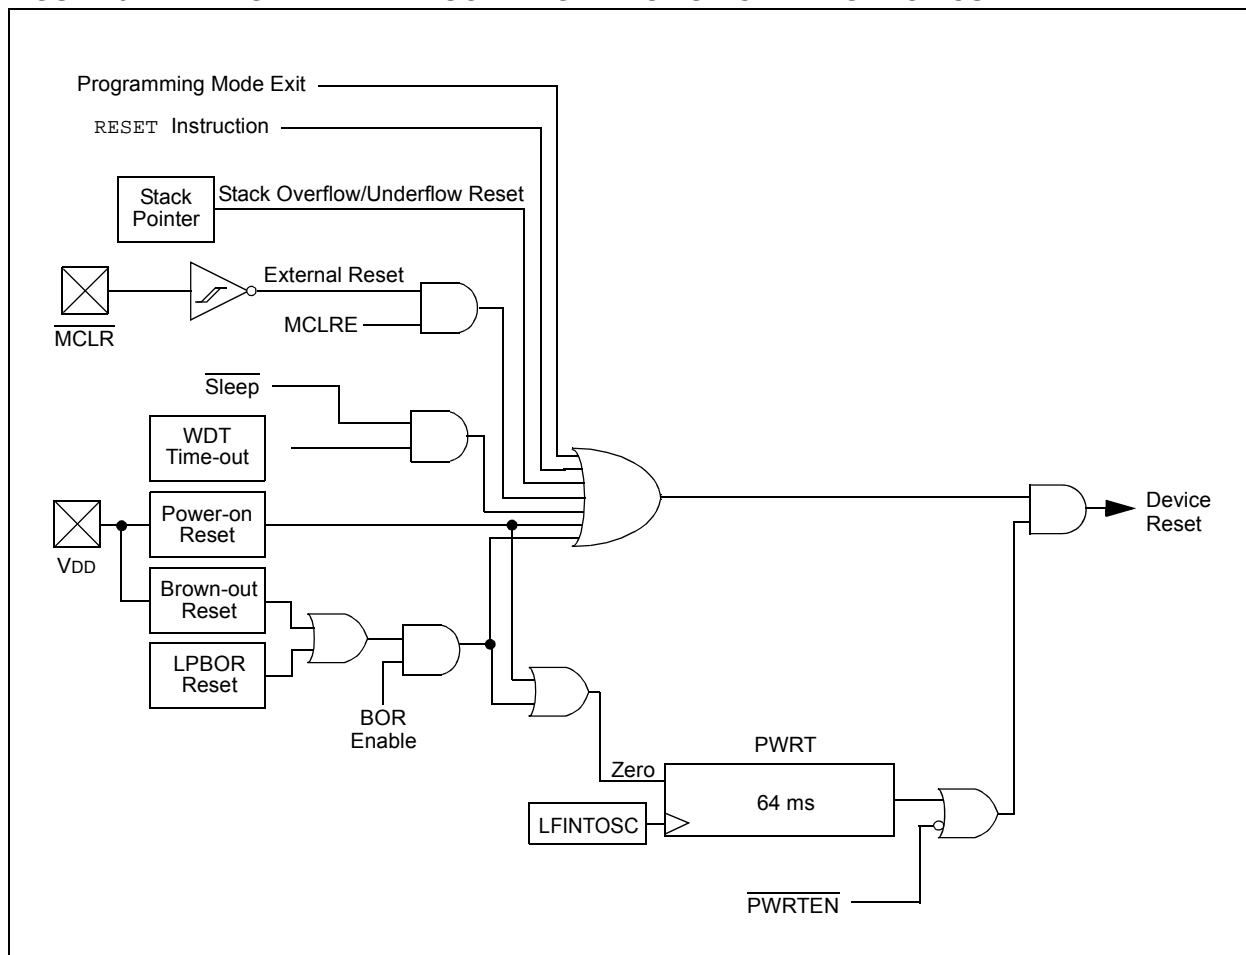 Programming Mode Exit
RESET Instruction
Stack
Pointer
Stack Overflow/Underflow Reset
External Reset
MCLR
MCLRE
Sleep
WDT
Time-out
Power-on
Reset
VDD
Brown-out
Reset
LPBOR
Reset
BOR
Enable
Device
Reset
PWRT
Zero
64 ms
LFINTOSC
PWRTEN